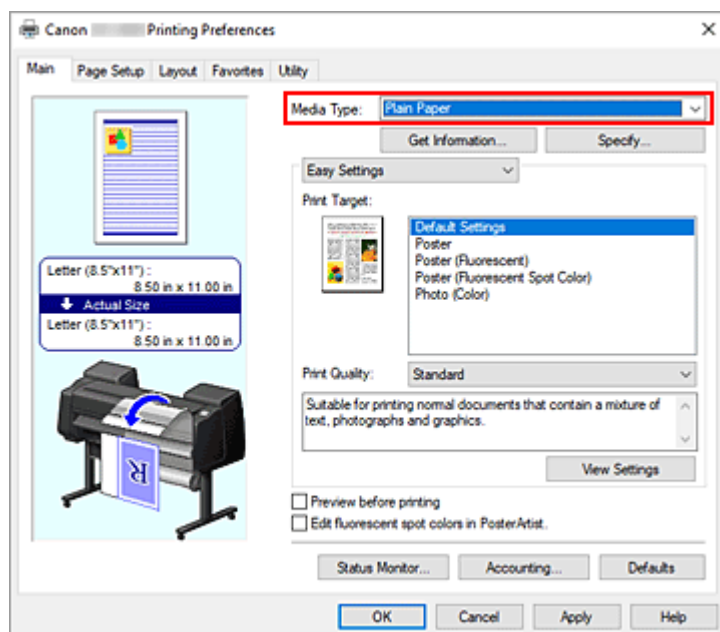 Canon Printing Preferences
Main Page Setup Layout Favorites Utility
Media Type: Plain Paper
Get Information... Specify...
Easy Settings
Print Target:
Default Settings
Poster
Poster (Fluorescent)
Poster (Fluorescent Spot Color)
Photo (Color)
Letter (8.5"x11") :
8.50 in x 11.00 in
Actual Size
Letter (8.5"x11") :
8.50 in x 11.00 in
Print Quality: Standard
Suitable for printing normal documents that contain a mixture of
text, photographs and graphics.
View Settings
R
Preview before printing
Edit fluorescent spot colors in PosterArtist.
Status Monitor... Accounting... Defaults
OK Cancel Apply Help